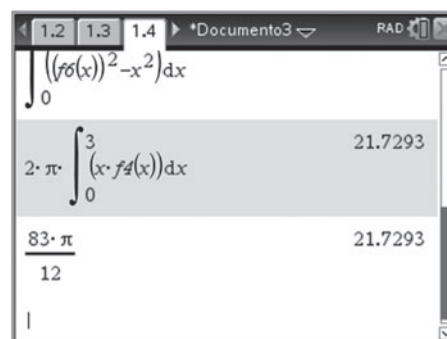 1.2 1.3 1.4 *Documento3 RAD
∫0 ((f6(x))²-x²)dx
2·π·∫0^3 (x·f4(x))dx 21.7293
83·π/12 21.7293